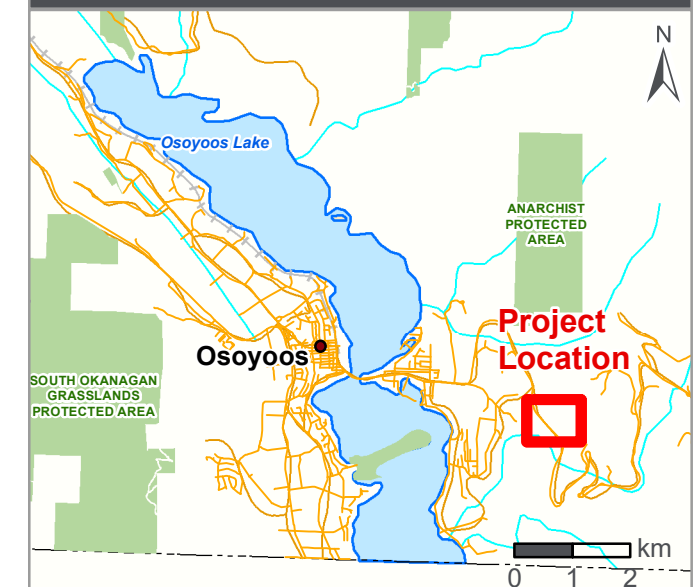 N
Osoyoos Lake
ANARCHIST
PROTECTED
AREA
Project
Location
Osoyoos
SOUTH OKANAGAN
GRASSLANDS
PROTECTED AREA
km
0 1 2